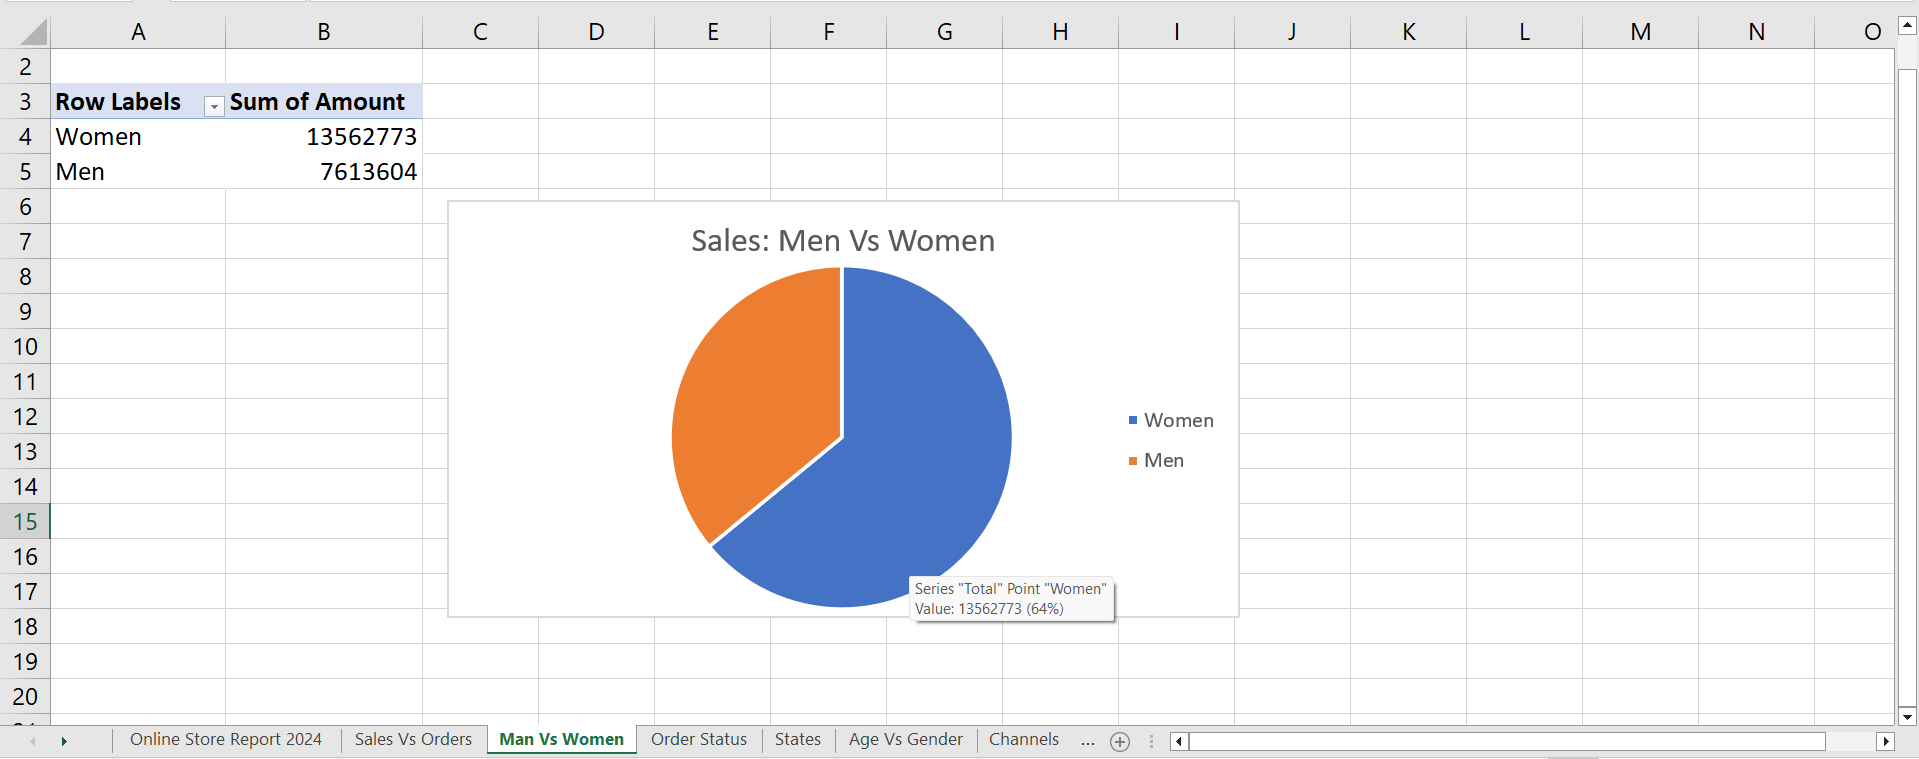 A B C D E F G H I J K L M N O
2
3 Row Labels Sum of Amount
4 Women 13562773
5 Men 7613604
6
7
8
9
10
11
12
13
14
15
16
17
18
19
20
Sales: Men Vs Women
Women
Men
Series "Total" Point "Women"
Value: 13562773 (64%)
Online Store Report 2024 Sales Vs Orders Man Vs Women Order Status States Age Vs Gender Channels ...